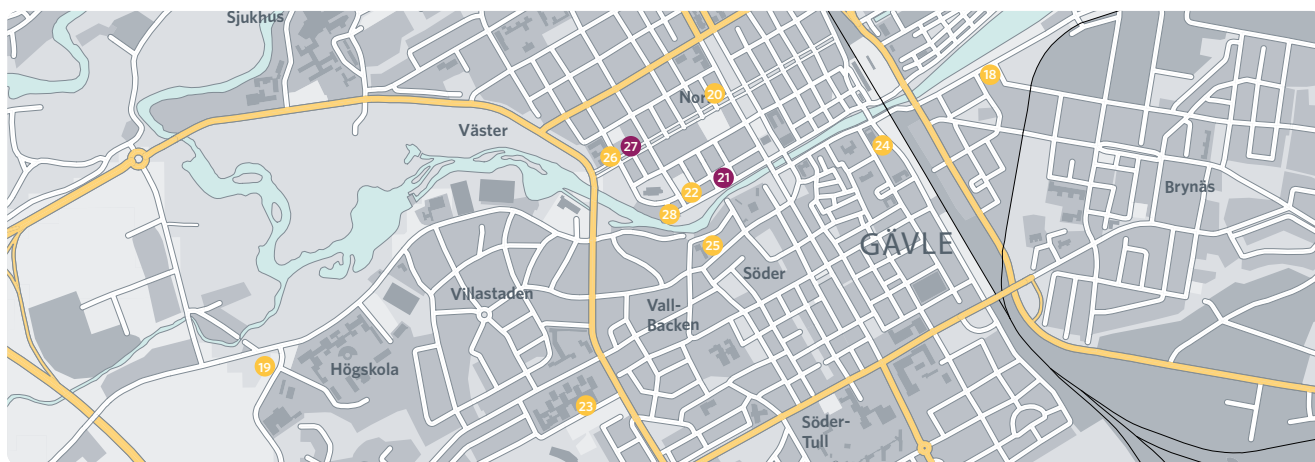 Sjukhus
18
Norr
20
Väster
27
26
24
21
22
Brynäs
28
25
GÄVLE
Söder
Villastaden
Vall-
Backen
19
Högskola
23
Söder-
Tull